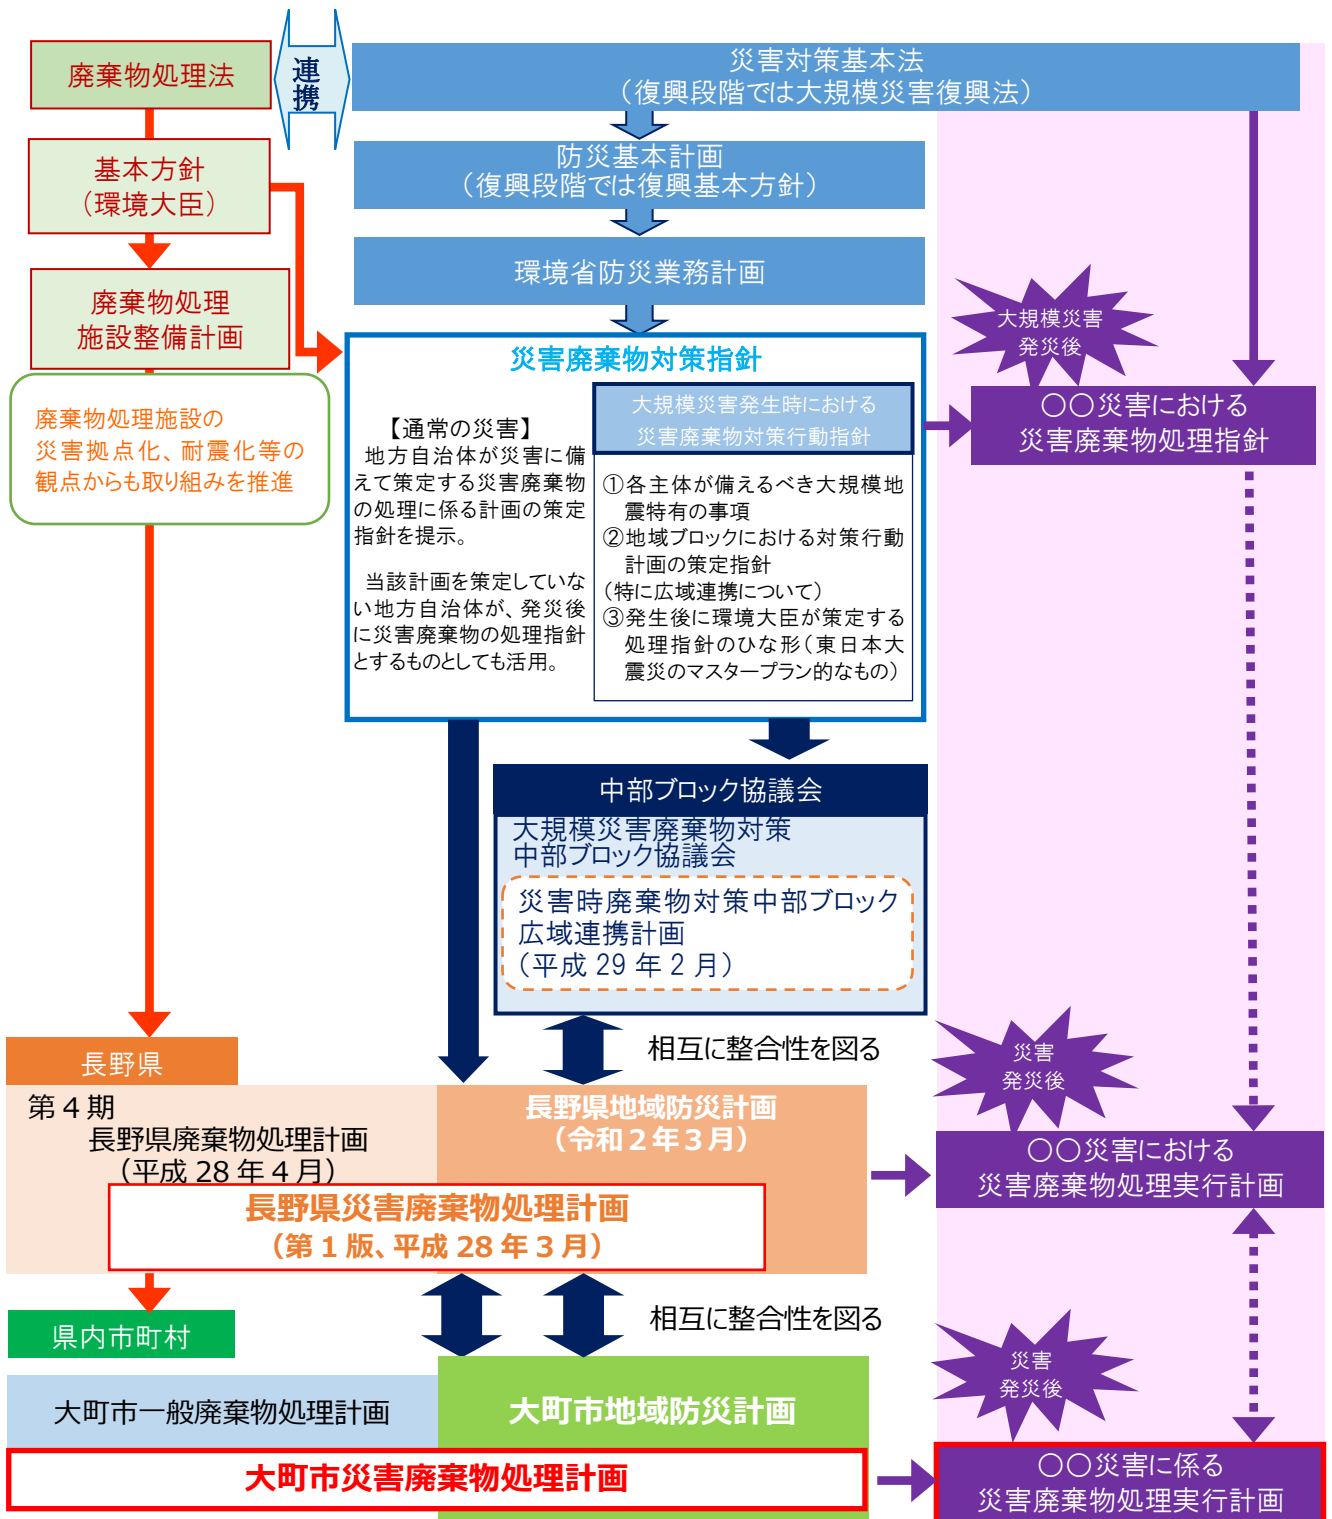 廃棄物処理法
連
携
災害対策基本法
（復興段階では大規模災害復興法）
基本方針
（環境大臣）
防災基本計画
（復興段階では復興基本方針）
環境省防災業務計画
廃棄物処理
施設整備計画
廃棄物処理施設の
災害拠点化、耐震化等の
観点からも取り組みを推進
災害廃棄物対策指針
【通常の災害】
地方自治体が災害に備
えて策定する災害廃棄物
の処理に係る計画の策定
指針を提示。
当該計画を策定していな
い地方自治体が、発災後
に災害廃棄物の処理指針
とするものとしても活用。
大規模災害発生時における
災害廃棄物対策行動指針
①各主体が備えるべき大規模地
震特有の事項
②地域ブロックにおける対策行動
計画の策定指針
（特に広域連携について）
③発生後に環境大臣が策定する
処理指針のひな形（東日本大
震災のマスタープラン的なもの）
大規模災害
発災後
〇〇災害における
災害廃棄物処理指針
中部ブロック協議会
大規模災害廃棄物対策
中部ブロック協議会
災害時廃棄物対策中部ブロック
広域連携計画
（平成 29 年 2 月）
相互に整合性を図る
長野県
第 4 期
長野県廃棄物処理計画
（平成 28 年 4 月）
長野県地域防災計画
（令和 2 年 3 月）
長野県災害廃棄物処理計画
（第 1 版、平成 28 年 3 月）
災害
発災後
〇〇災害における
災害廃棄物処理実行計画
相互に整合性を図る
県内市町村
大町市一般廃棄物処理計画
大町市地域防災計画
大町市災害廃棄物処理計画
災害
発災後
〇〇災害に係る
災害廃棄物処理実行計画